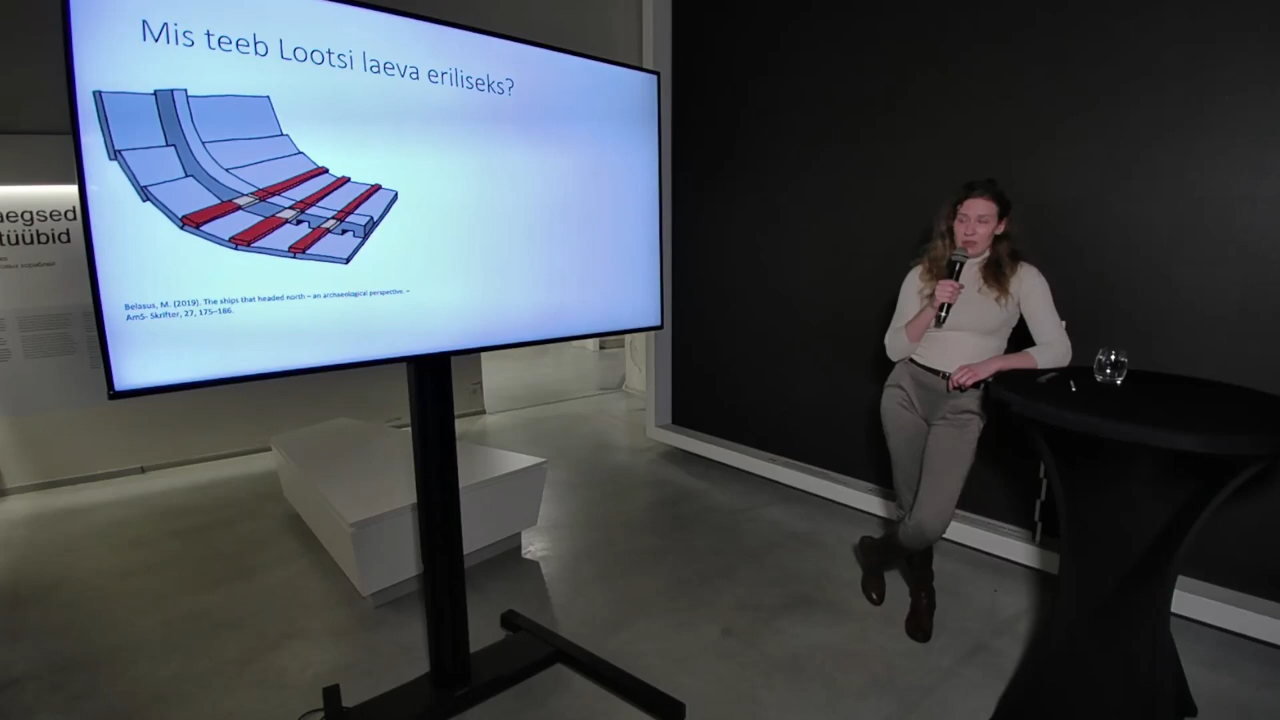 Mis teeb Lootsi laeva eriliseks?
Belasus, M. (2019). The ships that headed north – an archaeological perspective. –
AmS- Skrifter, 27, 175–186.
aegsed
tüübid